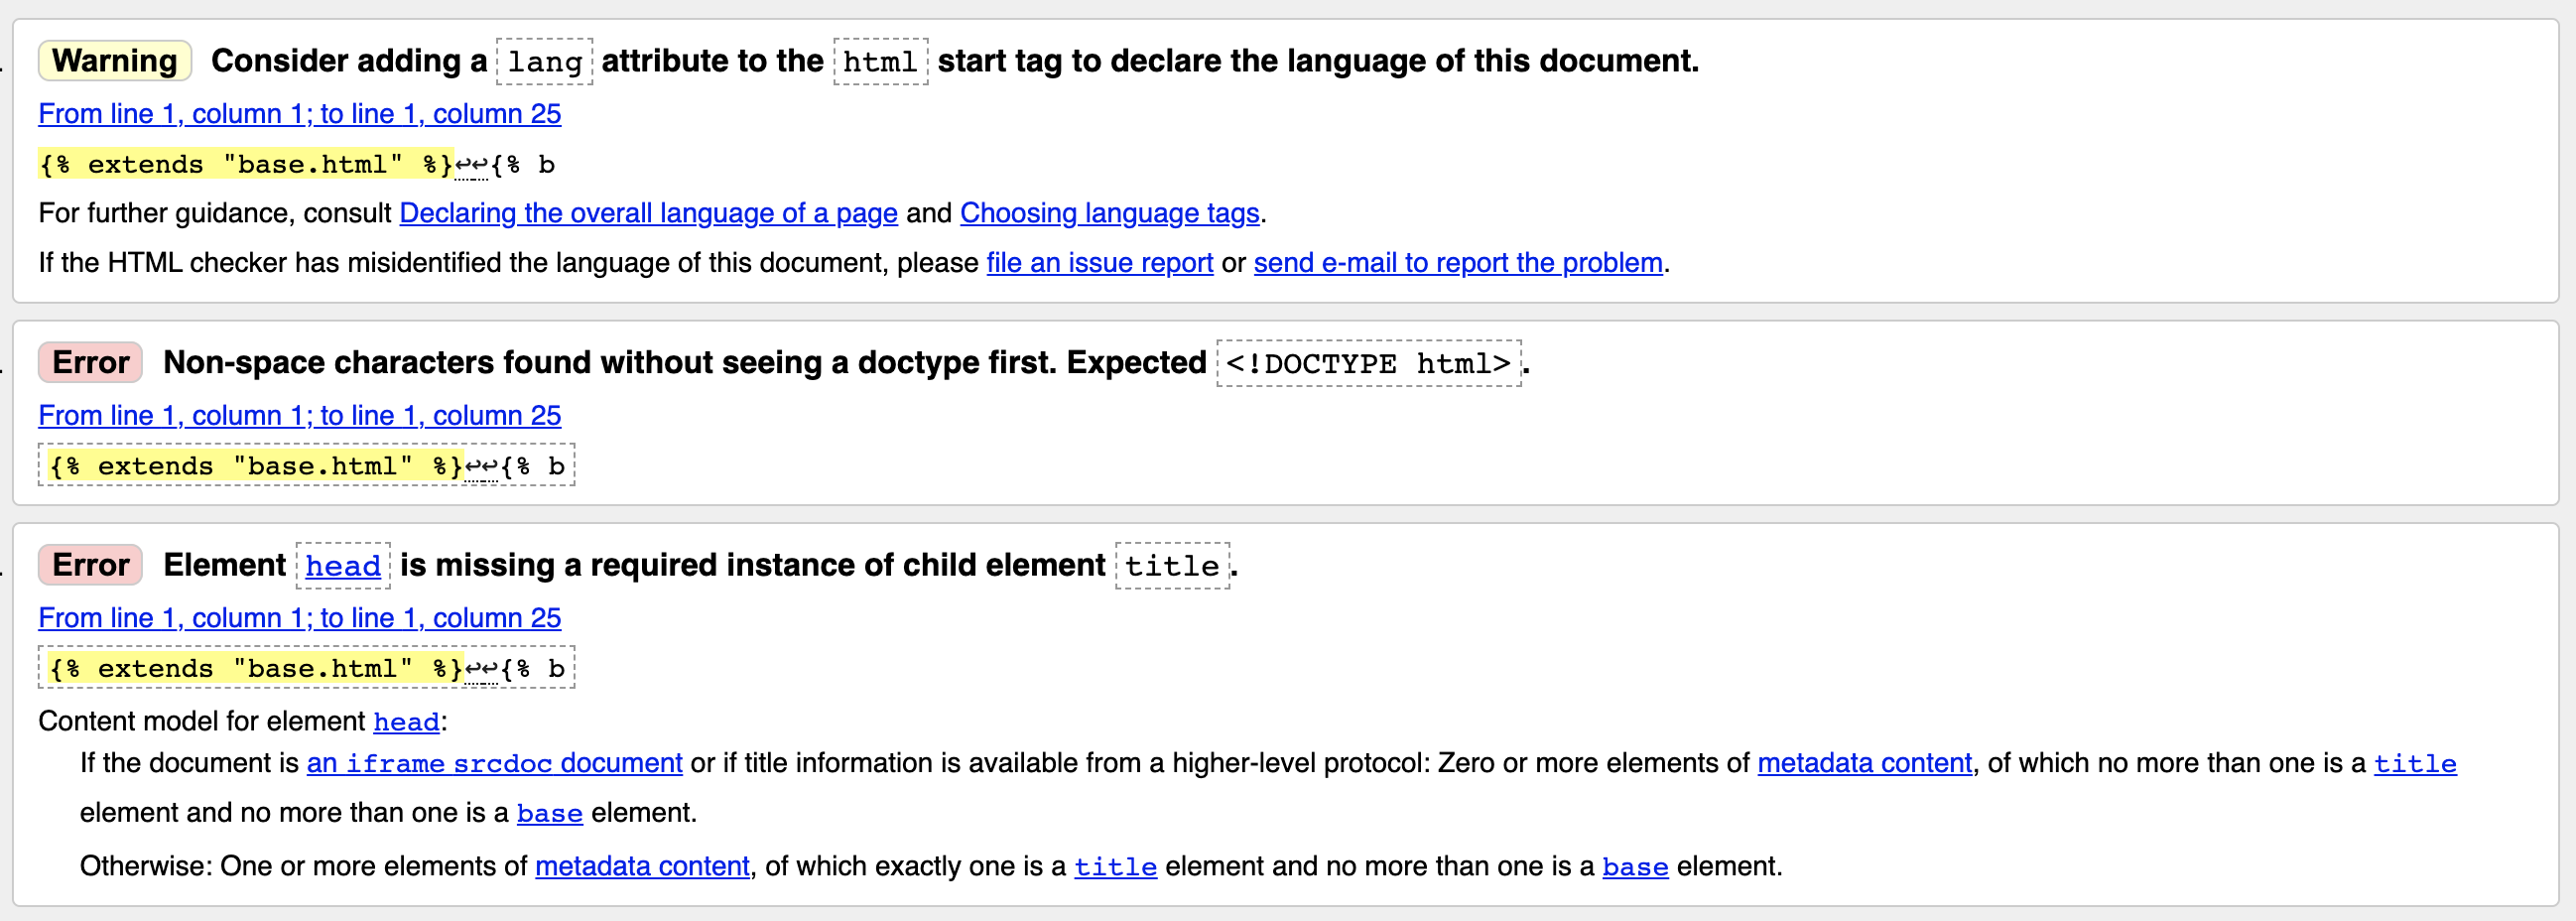 Warning Consider adding a lang attribute to the html start tag to declare the language of this document.
From line 1, column 1; to line 1, column 25
{% extends "base.html" %}↩↩{% b
For further guidance, consult Declaring the overall language of a page and Choosing language tags.
If the HTML checker has misidentified the language of this document, please file an issue report or send e-mail to report the problem.
Error Non-space characters found without seeing a doctype first. Expected <!DOCTYPE html>.
From line 1, column 1; to line 1, column 25
{% extends "base.html" %}↩↩{% b
Error Element head is missing a required instance of child element title.
From line 1, column 1; to line 1, column 25
{% extends "base.html" %}↩↩{% b
Content model for element head:
If the document is an iframe srcdoc document or if title information is available from a higher-level protocol: Zero or more elements of metadata content, of which no more than one is a title
element and no more than one is a base element.
Otherwise: One or more elements of metadata content, of which exactly one is a title element and no more than one is a base element.